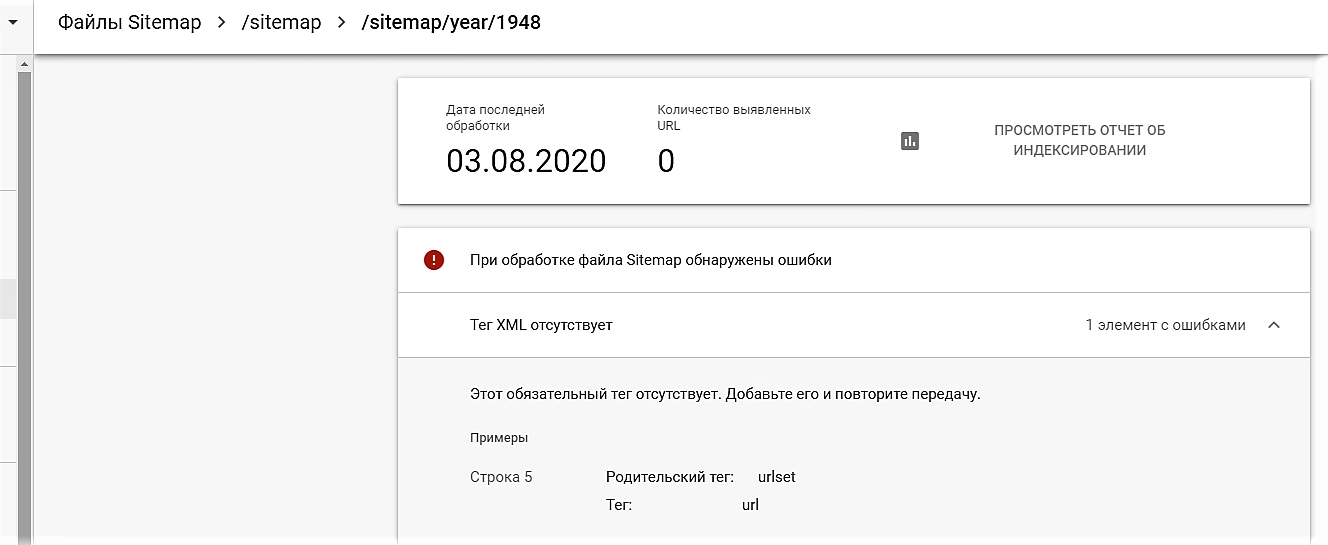 Файлы Sitemap > /sitemap > /sitemap/year/1948
Дата последней
обработки
03.08.2020
Количество выявленных
URL
0
ПРОСМОТРЕТЬ ОТЧЕТ ОБ
ИНДЕКСИРОВАНИИ
При обработке файла Sitemap обнаружены ошибки
Тег XML отсутствует 1 элемент с ошибками
Этот обязательный тег отсутствует. Добавьте его и повторите передачу.
Примеры
Строка 5 Родительский тег: urlset
Тег: url